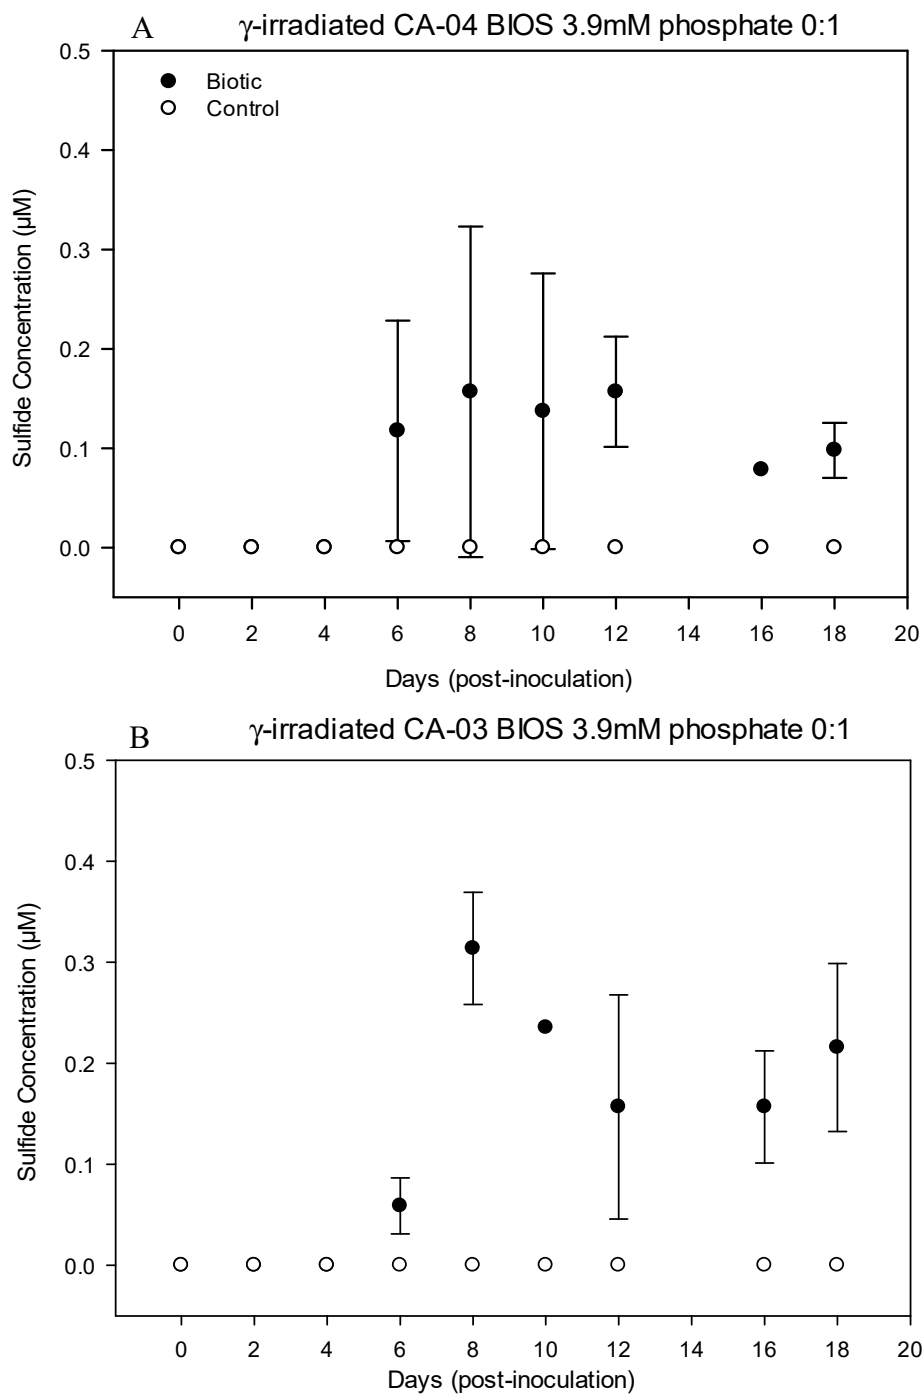 A γ-irradiated CA-04 BIOS 3.9mM phosphate 0:1
0.5
Biotic
Control
0.4
0.3
0.2
0.1
0.0
Sulfide Concentration (µM)
0 2 4 6 8 10 12 14 16 18 20
Days (post-inoculation)
B γ-irradiated CA-03 BIOS 3.9mM phosphate 0:1
0.5
0.4
0.3
0.2
0.1
0.0
Sulfide Concentration (µM)
0 2 4 6 8 10 12 14 16 18 20
Days (post-inoculation)